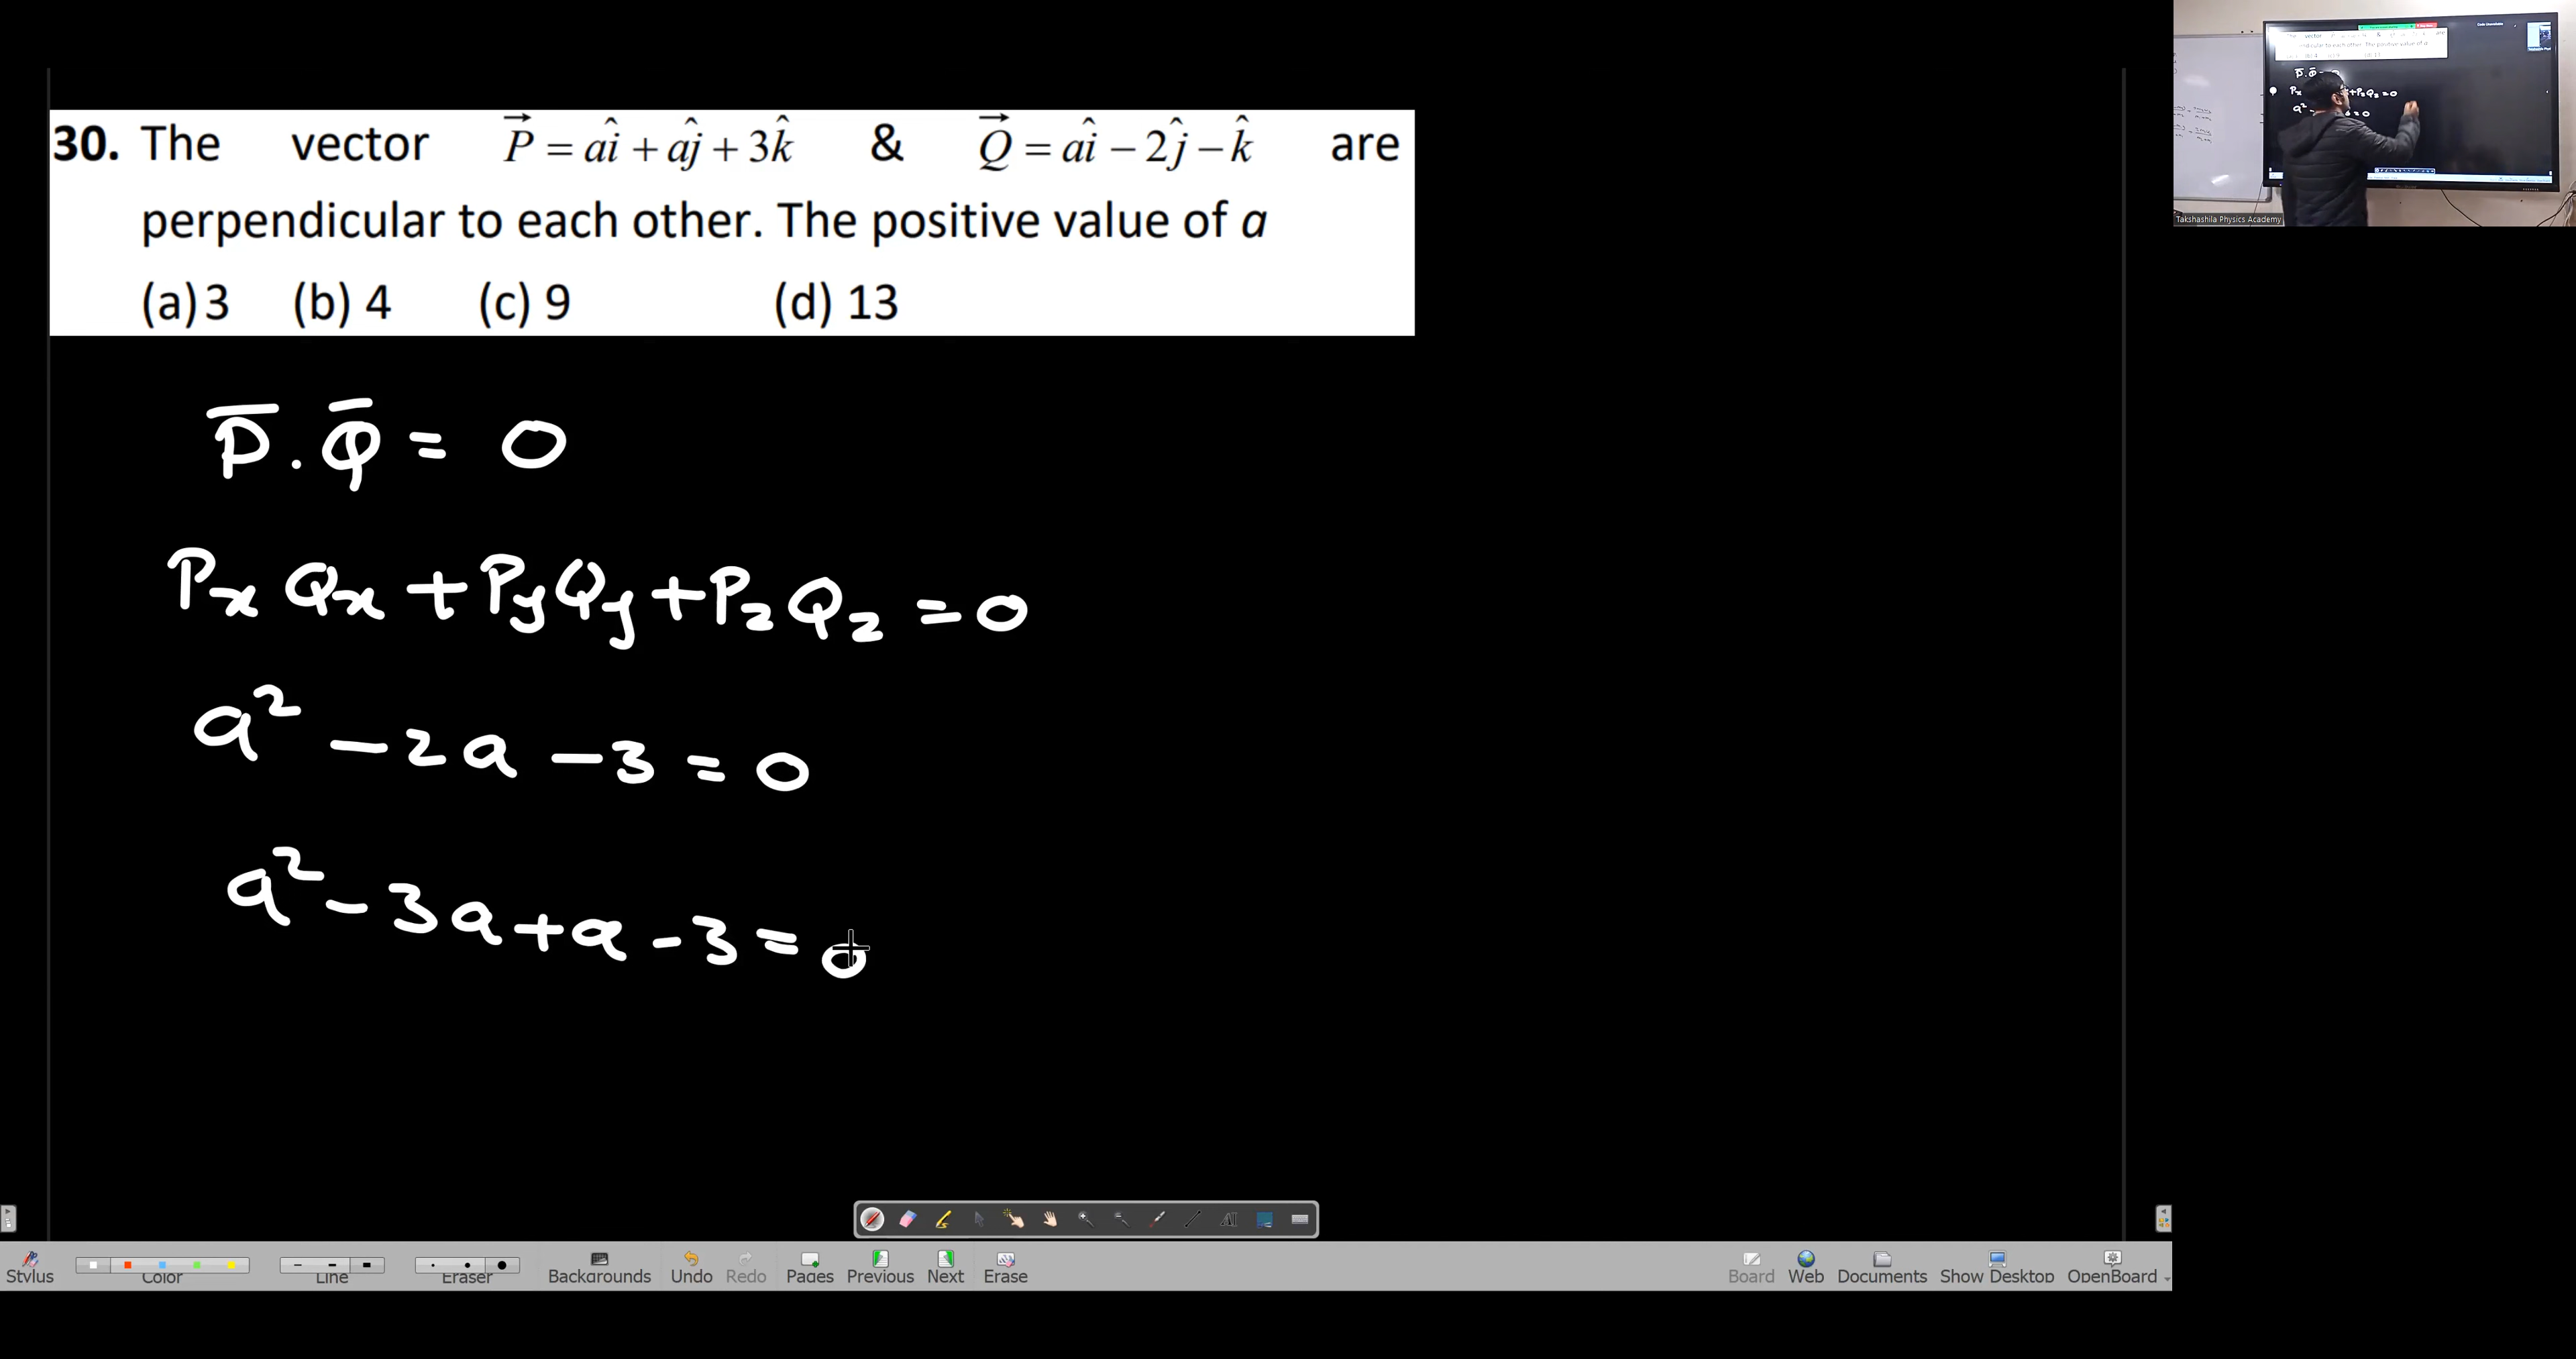 30. The vector P⃗ = aî + aĵ + 3k̂ & Q⃗ = aî − 2ĵ − k̂ are
perpendicular to each other. The positive value of a
(a) 3 (b) 4 (c) 9 (d) 13
P̅ . Q̅ = 0
PxQx + PyQy + PzQz = 0
a² − 2a − 3 = 0
a² − 3a + a − 3 = 0
Takshashila Physics Academy
Stylus Color Line Eraser Backgrounds Undo Redo Pages Previous Next Erase Board Web Documents Show Desktop OpenBoard